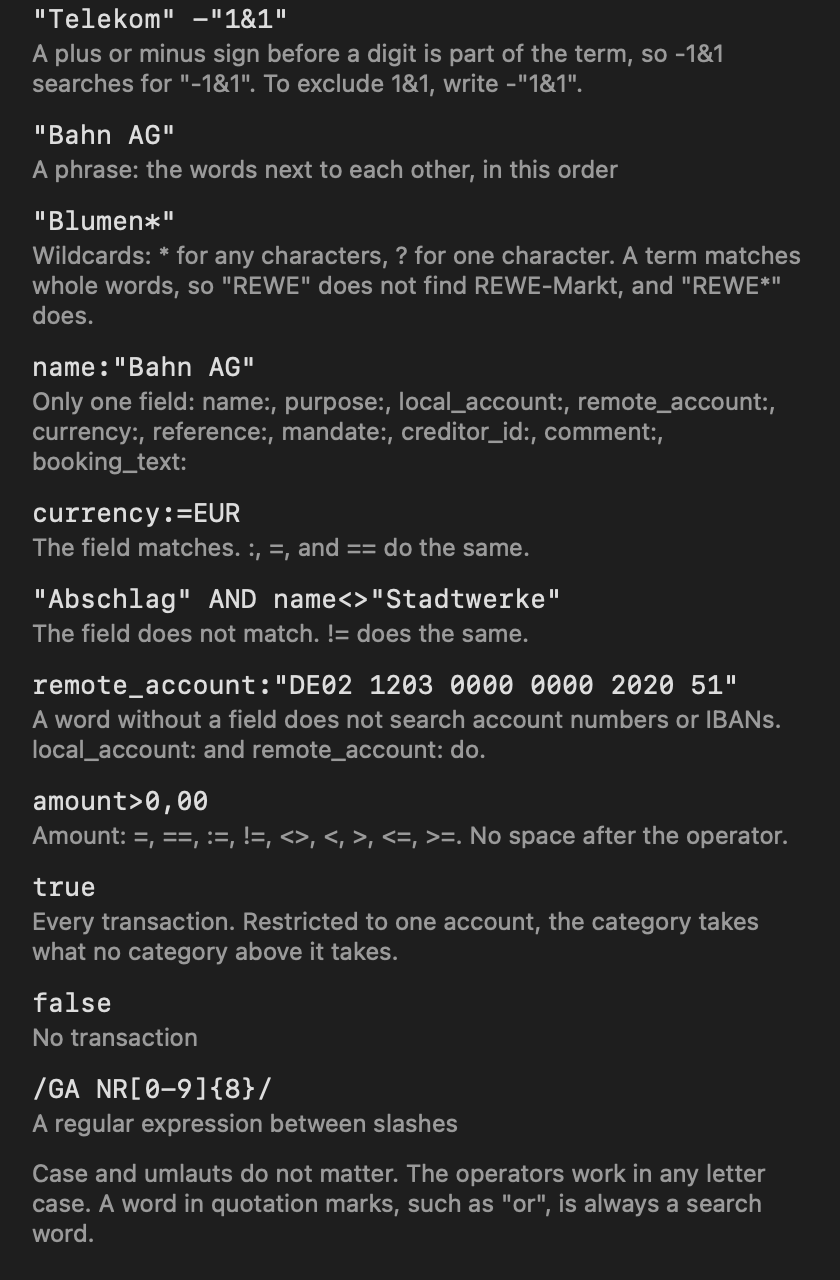 "Telekom" -"1&1"
A plus or minus sign before a digit is part of the term, so -1&1
searches for "-1&1". To exclude 1&1, write -"1&1".
"Bahn AG"
A phrase: the words next to each other, in this order
"Blumen*"
Wildcards: * for any characters, ? for one character. A term matches
whole words, so "REWE" does not find REWE-Markt, and "REWE*"
does.
name:"Bahn AG"
Only one field: name:, purpose:, local_account:, remote_account:,
currency:, reference:, mandate:, creditor_id:, comment:,
booking_text:
currency:=EUR
The field matches. :, =, and == do the same.
"Abschlag" AND name<>"Stadtwerke"
The field does not match. != does the same.
remote_account:"DE02 1203 0000 0000 2020 51"
A word without a field does not search account numbers or IBANs.
local_account: and remote_account: do.
amount>0,00
Amount: =, ==, :=, !=, <>, <, >, <=, >=. No space after the operator.
true
Every transaction. Restricted to one account, the category takes
what no category above it takes.
false
No transaction
/GA NR[0-9]{8}/
A regular expression between slashes
Case and umlauts do not matter. The operators work in any letter
case. A word in quotation marks, such as "or", is always a search
word.